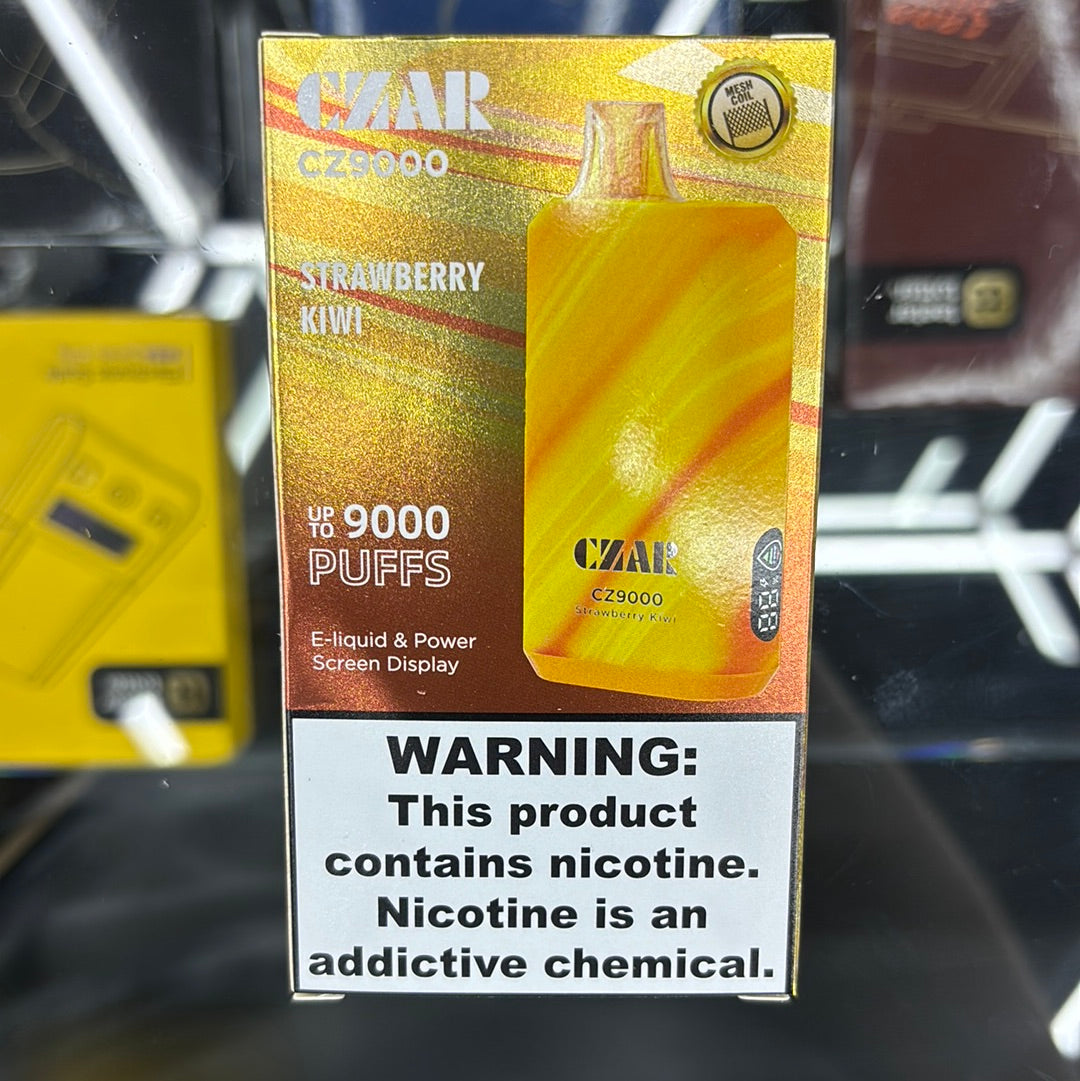 CZAR
CZ9000
MESH
COIL
STRAWBERRY
KIWI
UP
TO 9000
PUFFS
E-liquid & Power
Screen Display
CZAR
CZ9000
Strawberry Kiwi
88
WARNING:
This product
contains nicotine.
Nicotine is an
addictive chemical.